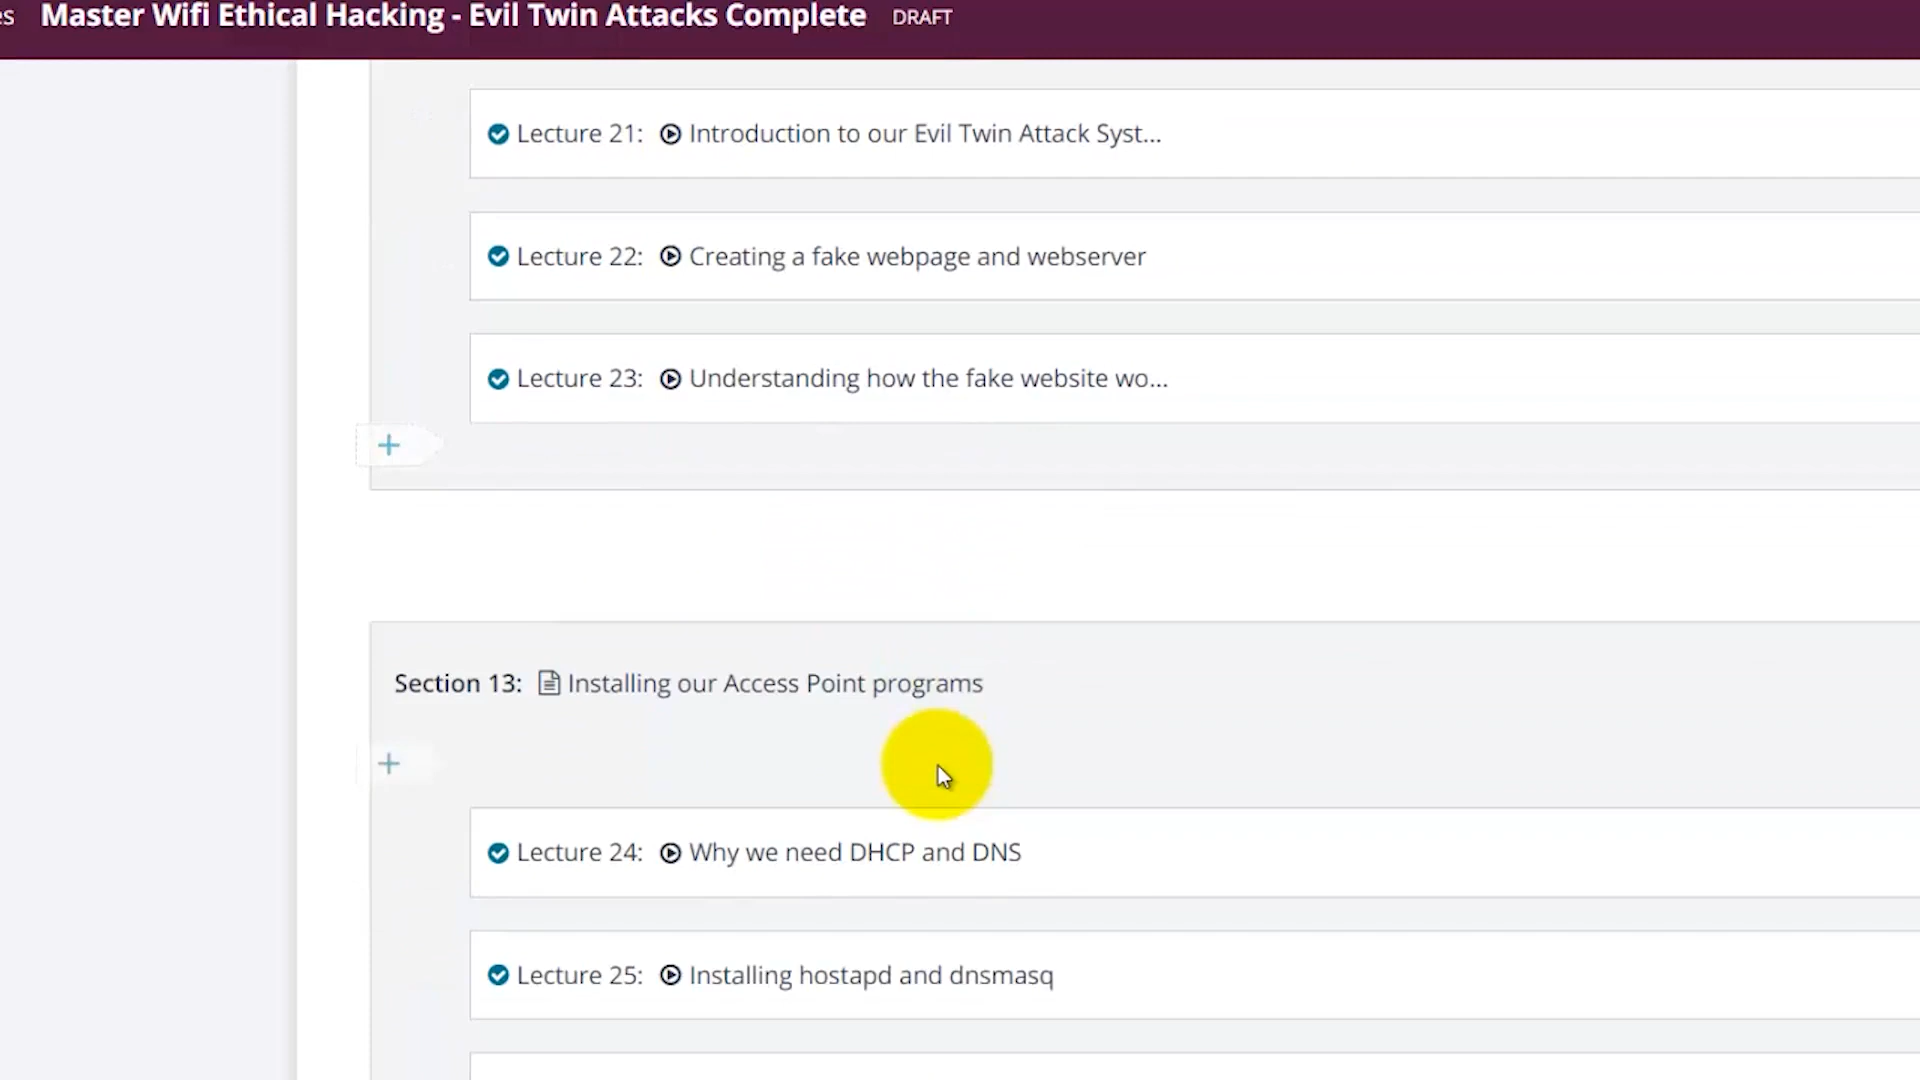 es Master Wifi Ethical Hacking - Evil Twin Attacks Complete DRAFT
Lecture 21: Introduction to our Evil Twin Attack Syst...
Lecture 22: Creating a fake webpage and webserver
Lecture 23: Understanding how the fake website wo...
+
Section 13: Installing our Access Point programs
+
Lecture 24: Why we need DHCP and DNS
Lecture 25: Installing hostapd and dnsmasq